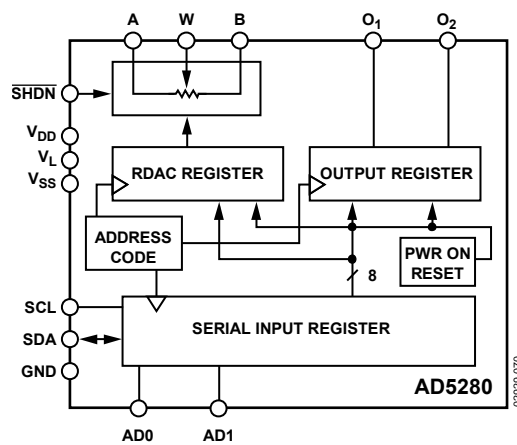 A W B O1 O2
SHDN
VDD
VL
VSS
RDAC REGISTER
OUTPUT REGISTER
ADDRESS
CODE
PWR ON
RESET
8
SCL
SDA
GND
SERIAL INPUT REGISTER
AD5280
AD0 AD1